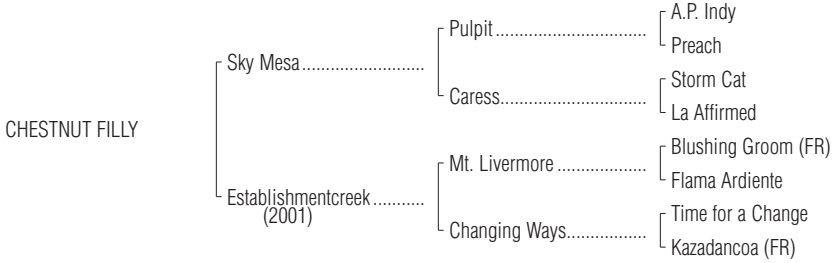 A.P. Indy
Pulpit
Preach
Sky Mesa
Storm Cat
Caress
La Affirmed
CHESTNUT FILLY
Blushing Groom (FR)
Mt. Livermore
Flama Ardiente
Establishmentcreek
(2001)
Time for a Change
Changing Ways
Kazadancoa (FR)